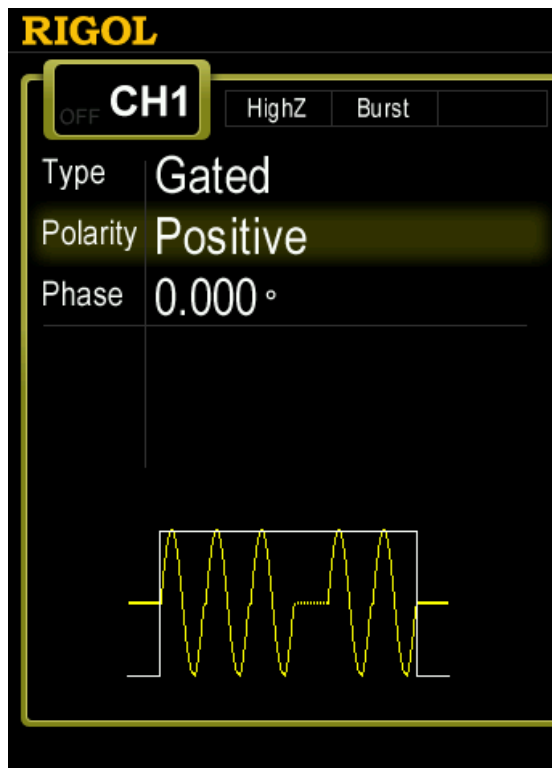 RIGOL
OFF CH1 HighZ Burst
Type Gated
Polarity Positive
Phase 0.000 °